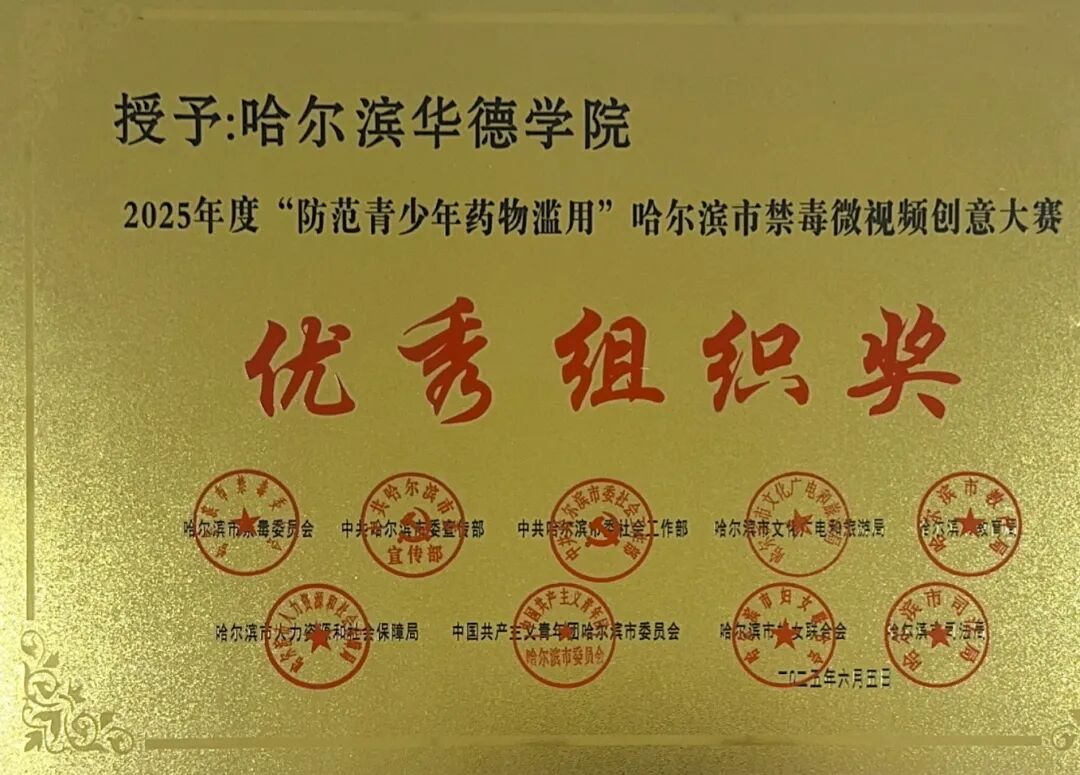 授予:哈尔滨华德学院
2025年度“防范青少年药物滥用”哈尔滨市禁毒微视频创意大赛
优秀组织奖
哈尔滨市禁毒委员会 中共哈尔滨市委宣传部 中共哈尔滨市委社会工作部 哈尔滨市文化广电和旅游局 哈尔滨市教育局
哈尔滨市人力资源和社会保障局 中国共产主义青年团哈尔滨市委员会 哈尔滨市妇女联合会 哈尔滨市司法局
二〇二五年六月五日